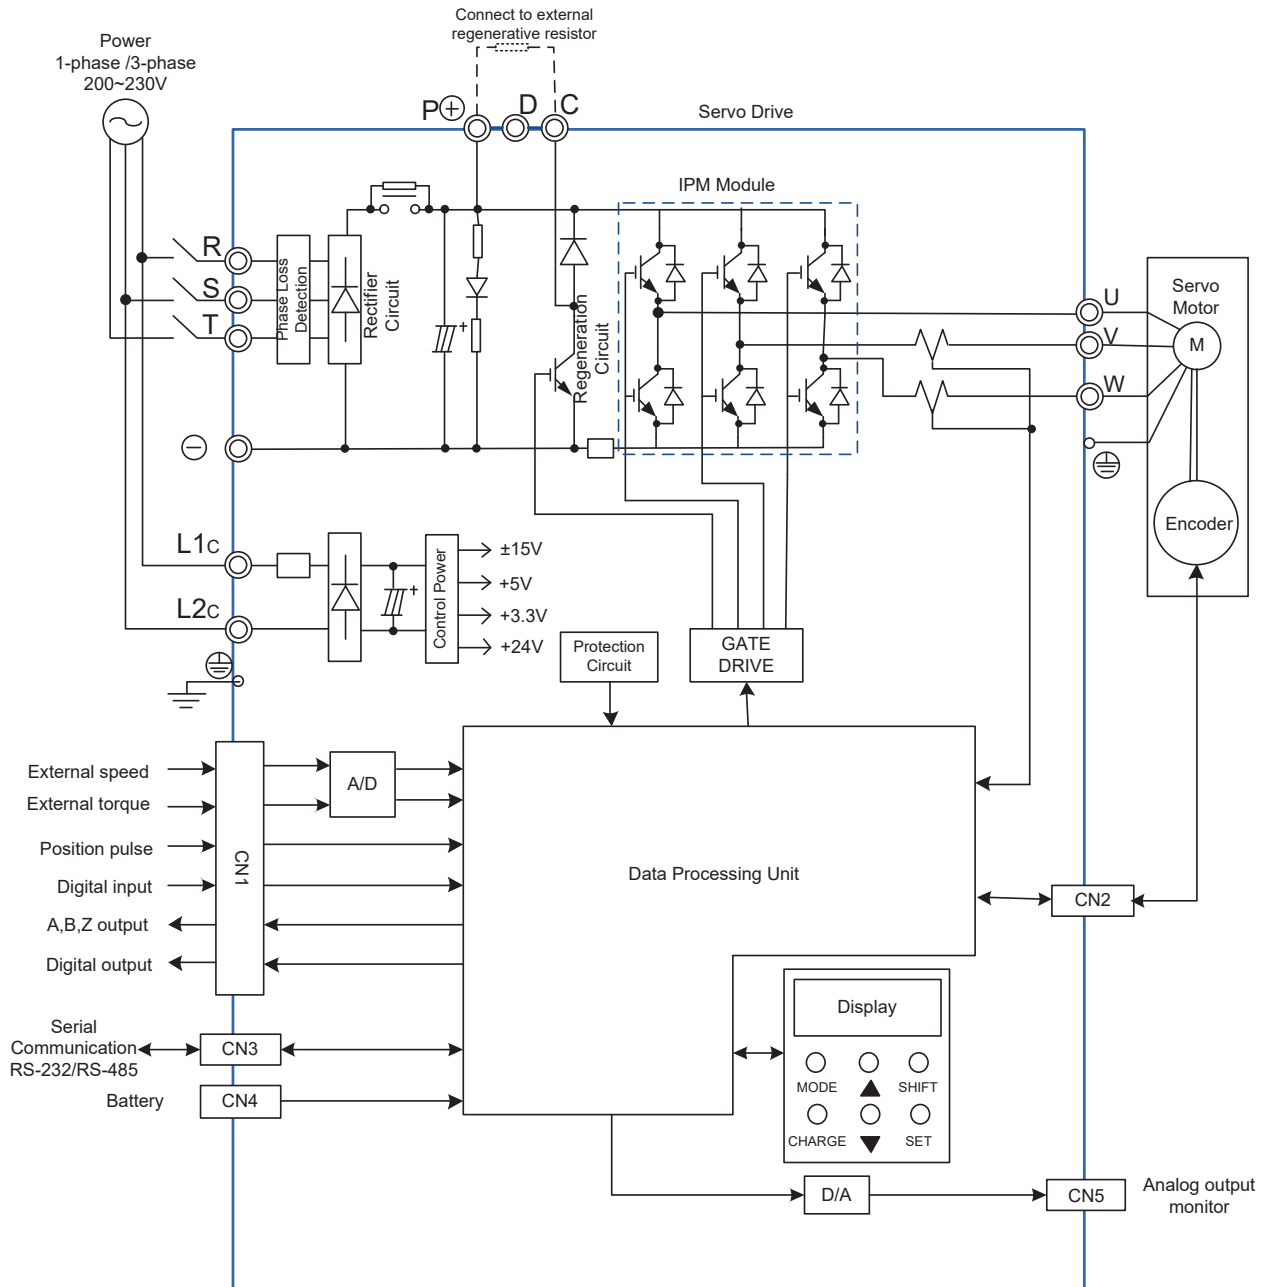 Connect to external
regenerative resistor
Power
1-phase /3-phase
200~230V
P+
D
C
Servo Drive
IPM Module
R
S
T
Phase Loss
Detection
Rectifier
Circuit
+
Regeneration
Circuit
U
V
W
Servo
Motor
M
Encoder
L1C
L2C
+
Control Power
±15V
+5V
+3.3V
+24V
Protection
Circuit
GATE
DRIVE
External speed
External torque
Position pulse
Digital input
A,B,Z output
Digital output
CN1
A/D
Data Processing Unit
CN2
Serial
Communication
RS-232/RS-485
CN3
Battery
CN4
Display
MODE
SHIFT
CHARGE
SET
D/A
CN5
Analog output
monitor